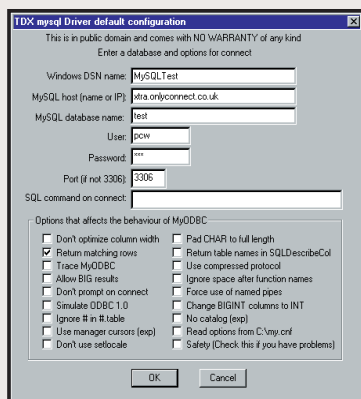 TDX mysql Driver default configuration
This is in public domain and comes with NO WARRANTY of any kind
Enter a database and options for connect
Windows DSN name: MySQLTest
MySQL host (name or IP): xtra.onlyconnect.co.uk
MySQL database name: test
User: pcw
Password: ***
Port (if not 3306): 3306
SQL command on connect:
Options that affects the behaviour of MyODBC
Don't optimize column width
Return matching rows
Trace MyODBC
Allow BIG results
Don't prompt on connect
Simulate ODBC 1.0
Ignore # in #.table
Use manager cursors (exp)
Don't use setlocale
Pad CHAR to full length
Return table names in SQLDescribeCol
Use compressed protocol
Ignore space after function names
Force use of named pipes
Change BIGINT columns to INT
No catalog (exp)
Read options from C:\my.cnf
Safety (Check this if you have problems)
OK
Cancel